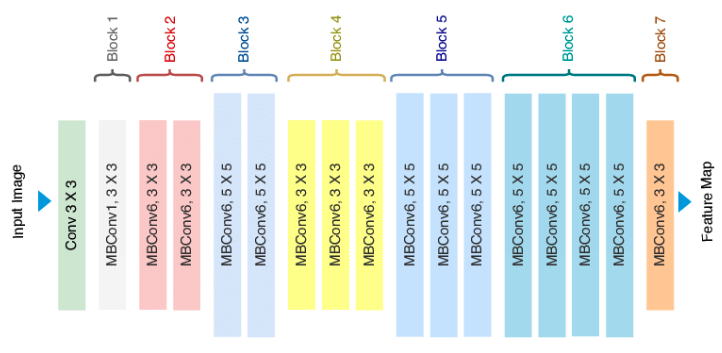 Block 1
Block 2
Block 3
Block 4
Block 5
Block 6
Block 7
Input Image
Conv 3 X 3
MBConv1, 3 X 3
MBConv6, 3 X 3
MBConv6, 3 X 3
MBConv6, 5 X 5
MBConv6, 5 X 5
MBConv6, 3 X 3
MBConv6, 3 X 3
MBConv6, 3 X 3
MBConv6, 5 X 5
MBConv6, 5 X 5
MBConv6, 5 X 5
MBConv6, 5 X 5
MBConv6, 5 X 5
MBConv6, 5 X 5
MBConv6, 5 X 5
MBConv6, 3 X 3
Feature Map